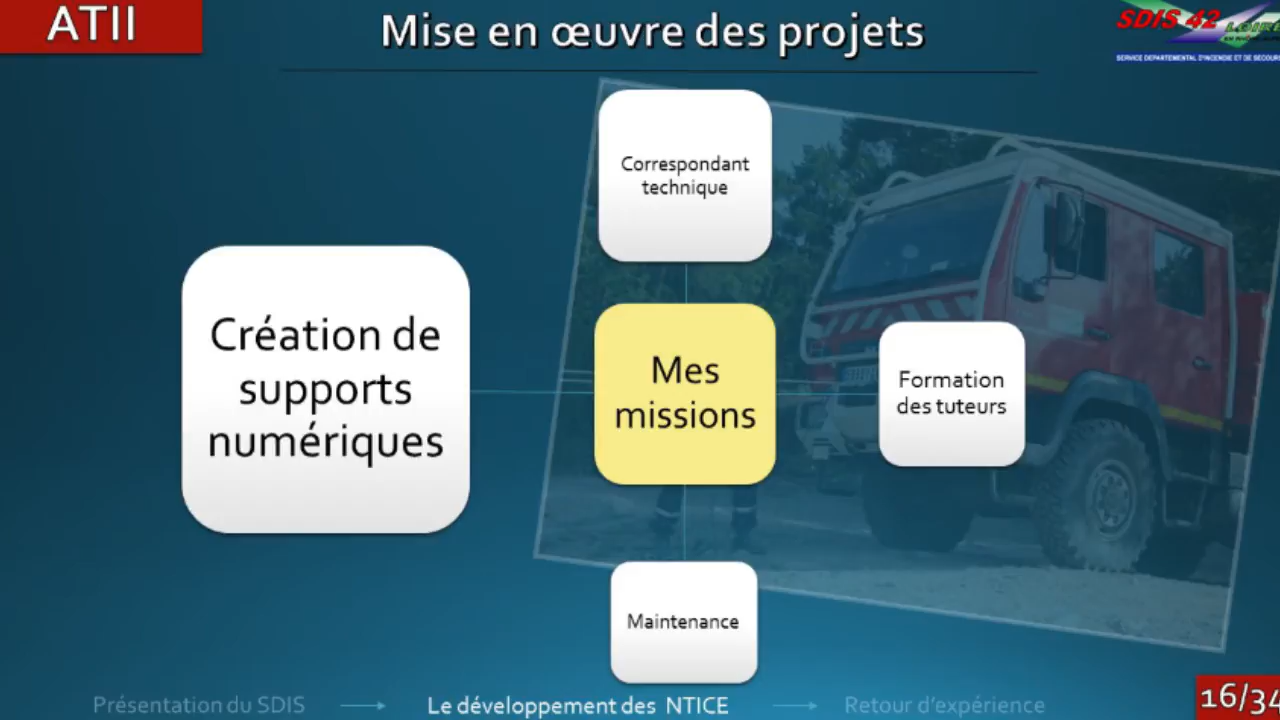 ATII
Mise en œuvre des projets
SDIS 42
LOIRE
SERVICE DEPARTEMENTAL D'INCENDIE ET DE SECOURS
Correspondant
technique
Création de
supports
numériques
Mes
missions
Formation
des tuteurs
Maintenance
Présentation du SDIS
Le développement des NTICE
Retour d'expérience
16/34